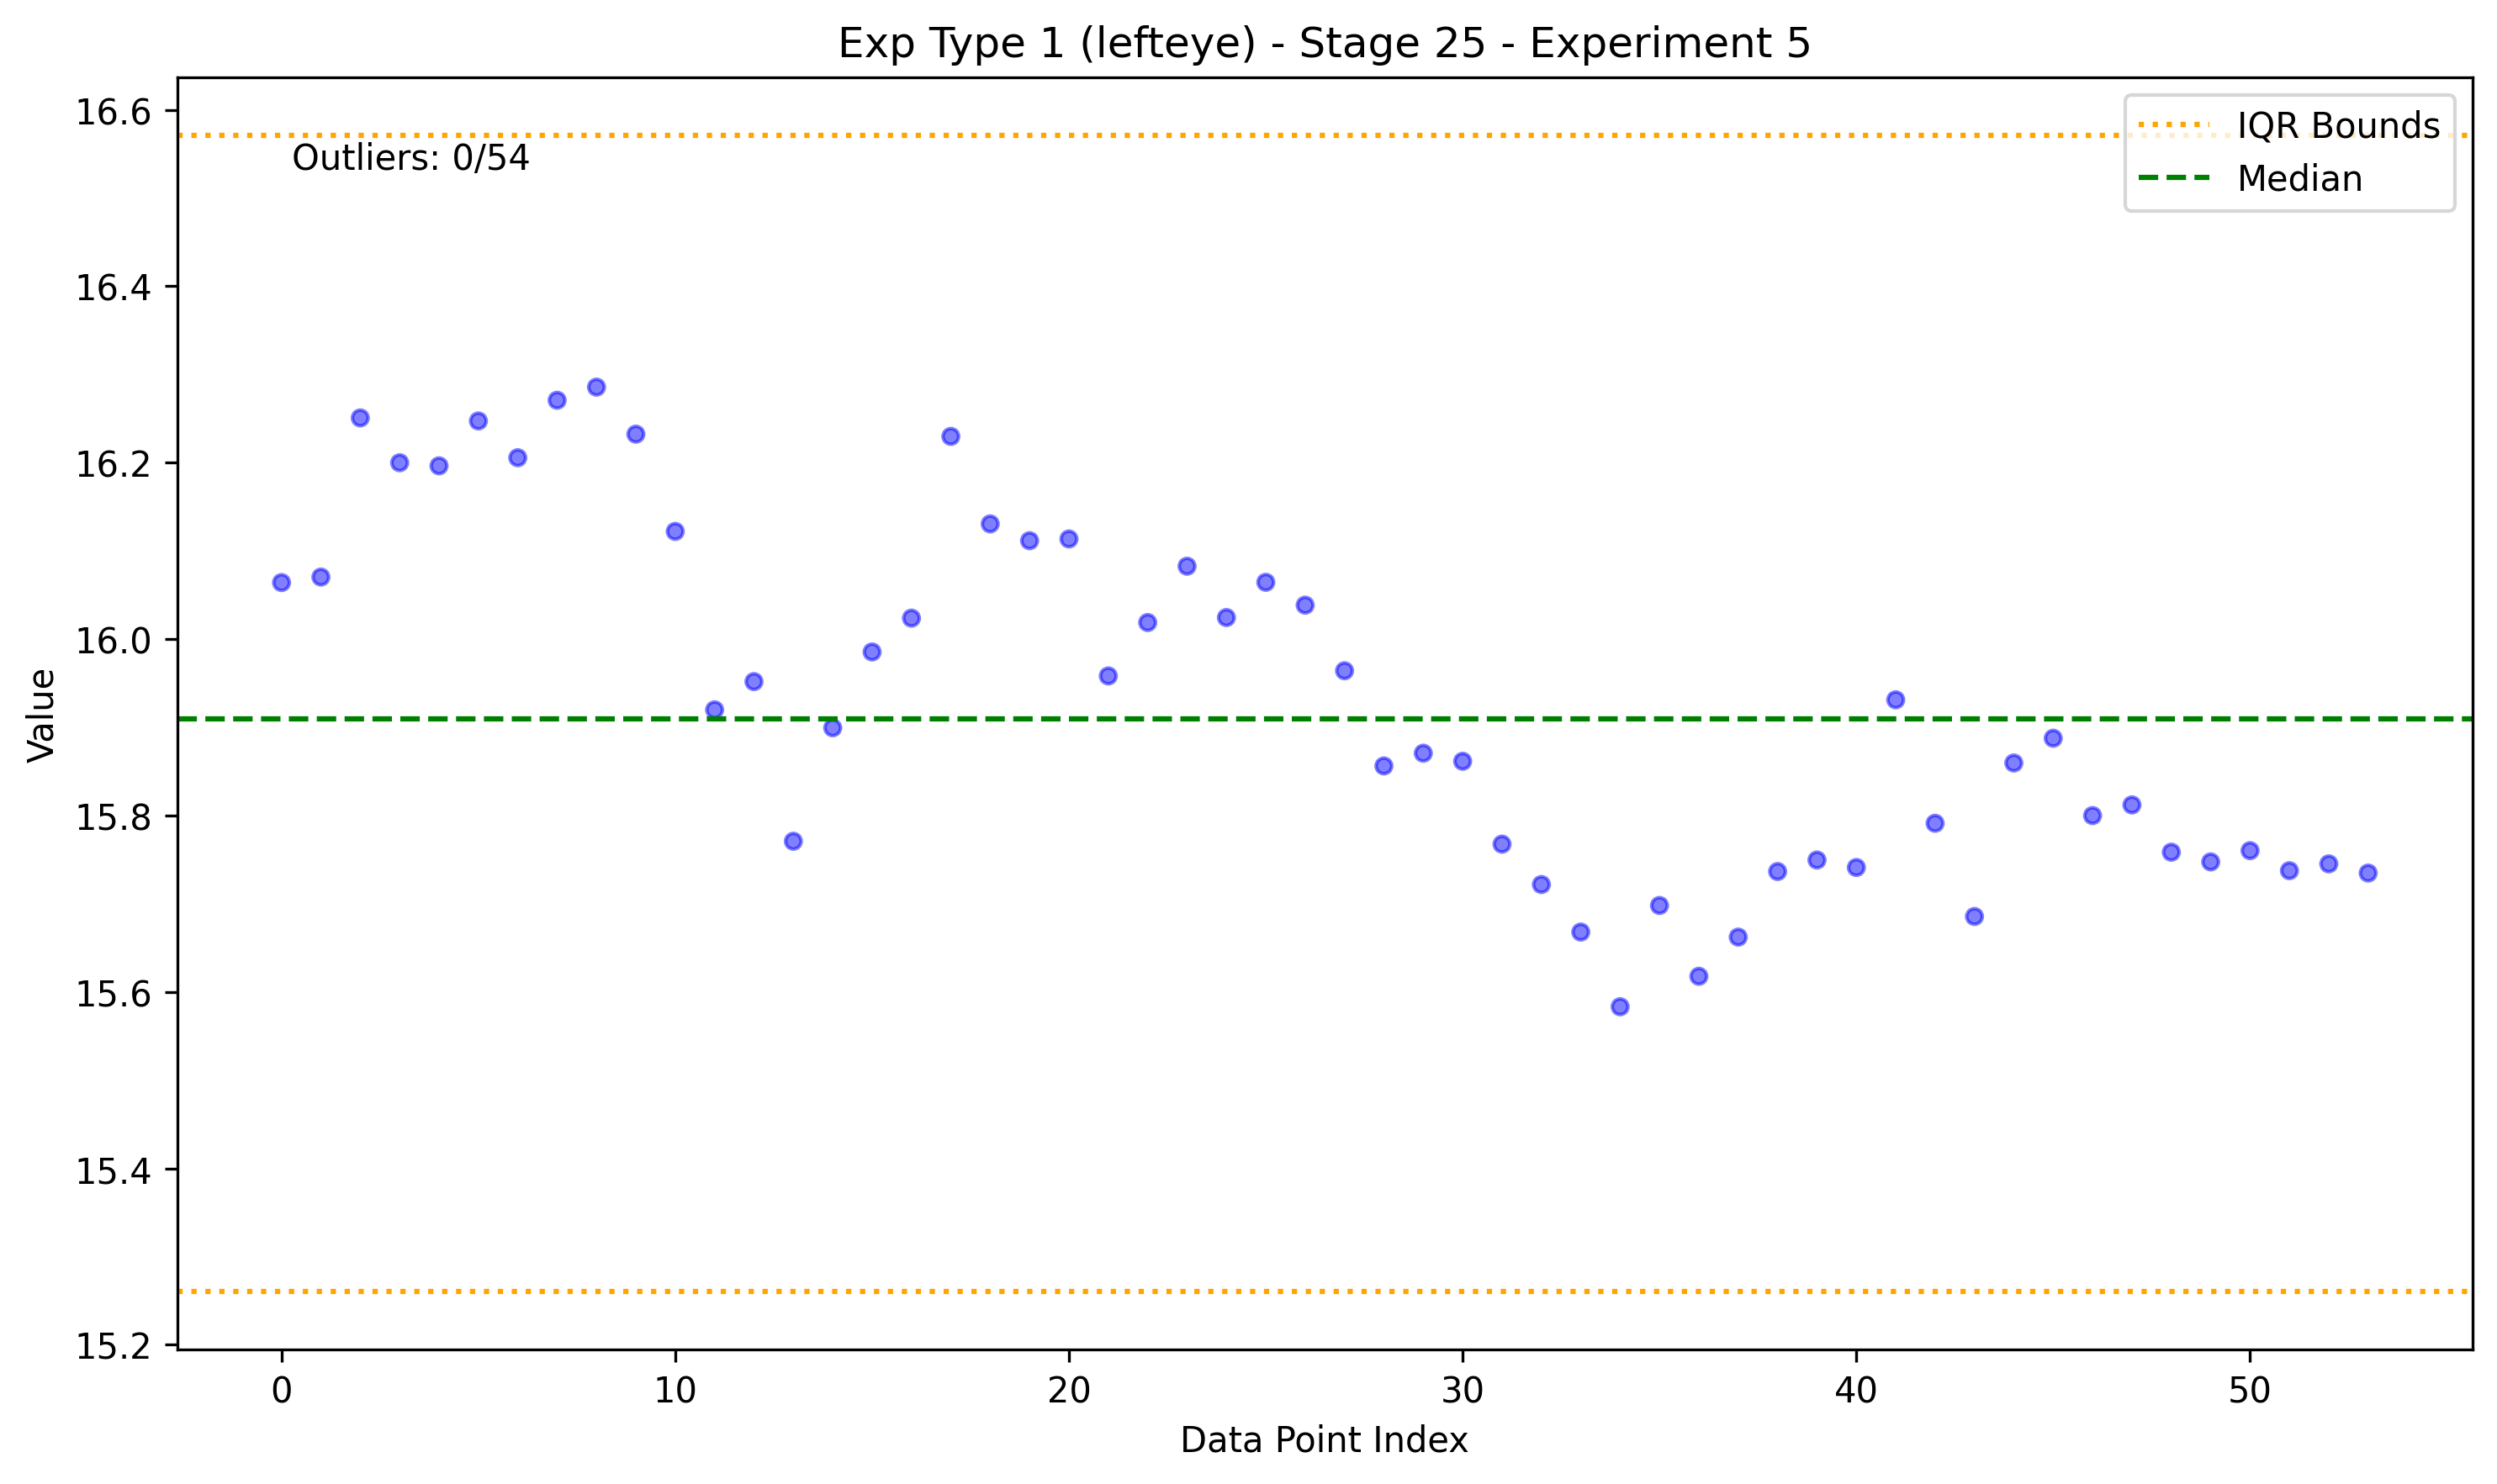 Exp Type 1 (lefteye) - Stage 25 - Experiment 5
16.6
16.4
16.2
16.0
15.8
15.6
15.4
15.2
Value
Outliers: 0/54
IQR Bounds
Median
0 10 20 30 40 50
Data Point Index